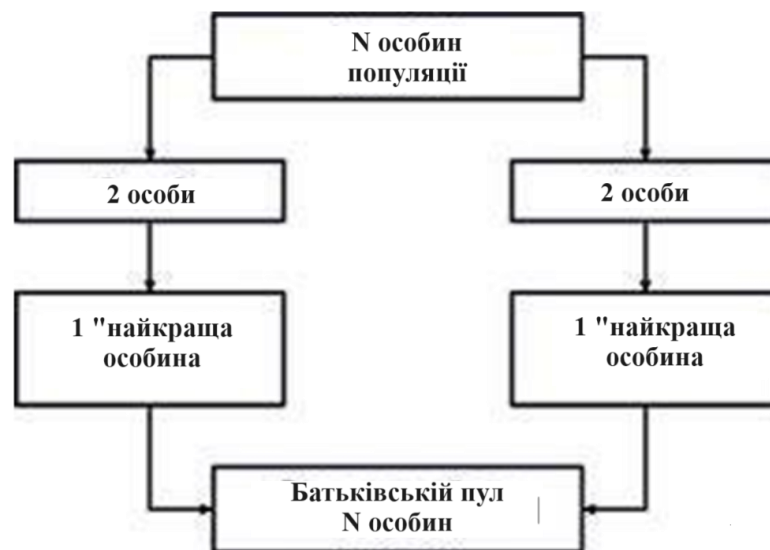 N особин
популяції
2 особи
2 особи
1 "найкраща
особина
1 "найкраща
особина
Батьківській пул
N особин